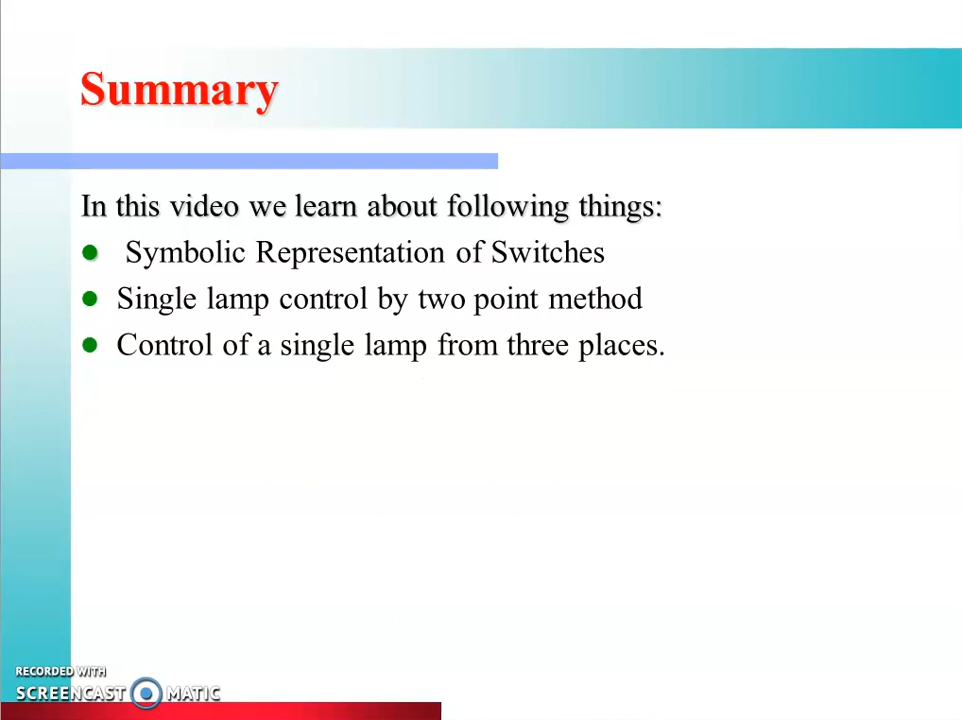 Summary
In this video we learn about following things:
Symbolic Representation of Switches
Single lamp control by two point method
Control of a single lamp from three places.
RECORDED WITH
SCREENCAST MATIC